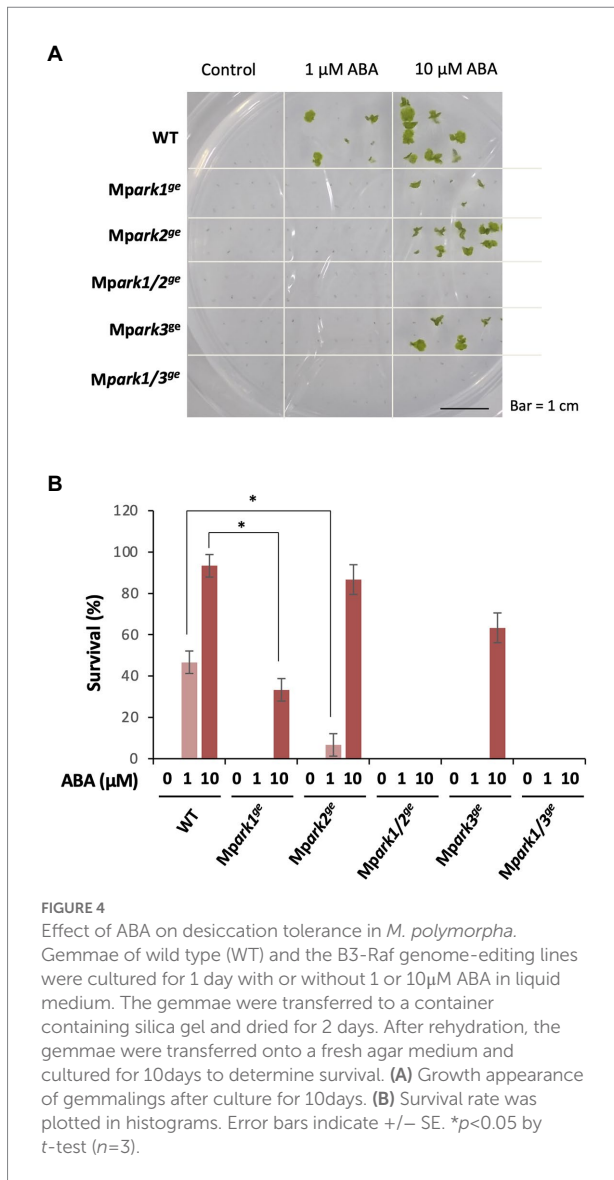 A
Control 1 μM ABA 10 μM ABA
WT
Mpark1ge
Mpark2ge
Mpark1/2ge
Mpark3ge
Mpark1/3ge
Bar = 1 cm
B
*
*
120
100
80
60
40
20
0
Survival (%)
ABA (μM) 0 1 10 0 1 10 0 1 10 0 1 10 0 1 10 0 1 10
WT Mpark1ge Mpark2ge Mpark1/2ge Mpark3ge Mpark1/3ge
FIGURE 4
Effect of ABA on desiccation tolerance in M. polymorpha.
Gemmae of wild type (WT) and the B3-Raf genome-editing lines
were cultured for 1 day with or without 1 or 10μM ABA in liquid
medium. The gemmae were transferred to a container
containing silica gel and dried for 2 days. After rehydration, the
gemmae were transferred onto a fresh agar medium and
cultured for 10days to determine survival. (A) Growth appearance
of gemmalings after culture for 10days. (B) Survival rate was
plotted in histograms. Error bars indicate +/− SE. *p<0.05 by
t-test (n=3).